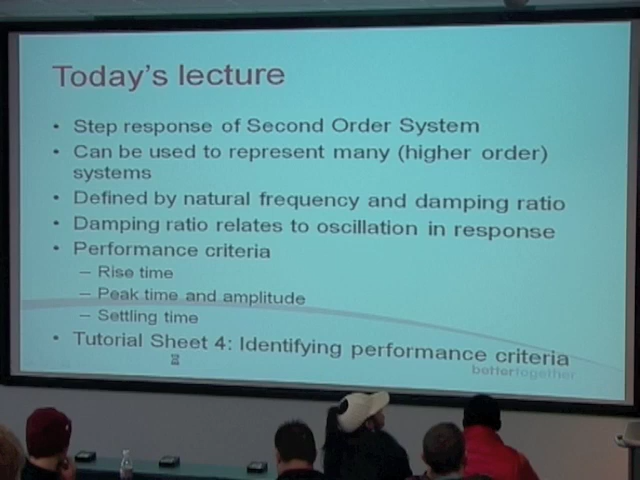 Today's lecture
• Step response of Second Order System
• Can be used to represent many (higher order)
systems
• Defined by natural frequency and damping ratio
• Damping ratio relates to oscillation in response
• Performance criteria
– Rise time
– Peak time and amplitude
– Settling time
• Tutorial Sheet 4: Identifying performance criteria
bettertogether